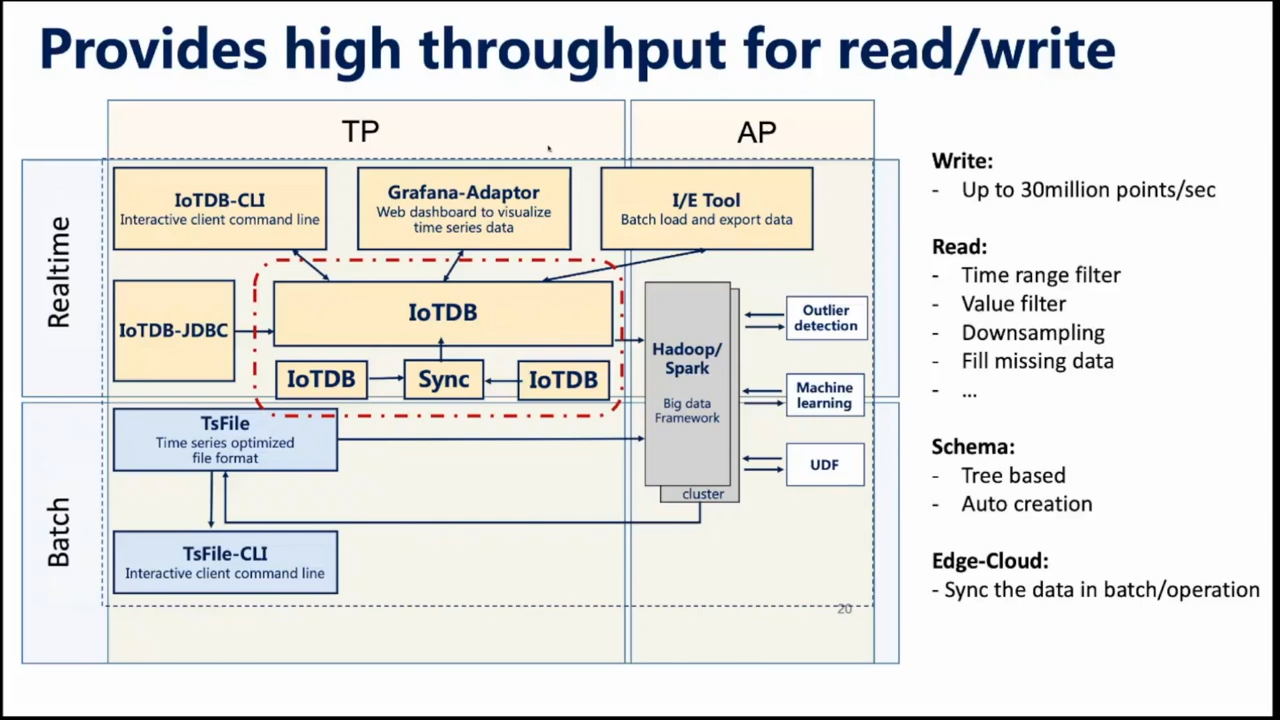 Provides high throughput for read/write
TP
AP
Realtime
Batch
IoTDB-CLI
Interactive client command line
Grafana-Adaptor
Web dashboard to visualize
time series data
I/E Tool
Batch load and export data
IoTDB-JDBC
IoTDB
IoTDB
Sync
IoTDB
Hadoop/
Spark
Big data
Framework
cluster
Outlier
detection
Machine
learning
UDF
TsFile
Time series optimized
file format
TsFile-CLI
Interactive client command line
20
Write:
- Up to 30million points/sec
Read:
- Time range filter
- Value filter
- Downsampling
- Fill missing data
- ...
Schema:
- Tree based
- Auto creation
Edge-Cloud:
- Sync the data in batch/operation